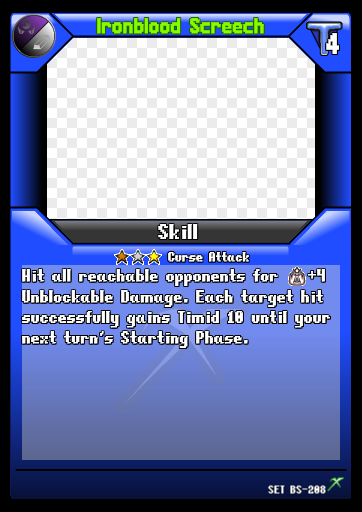 Ironblood Screech
T4
Skill
Curse Attack
Hit all reachable opponents for +4
Unblockable Damage. Each target hit
successfully gains Timid 10 until your
next turn's Starting Phase.
SET BS-208